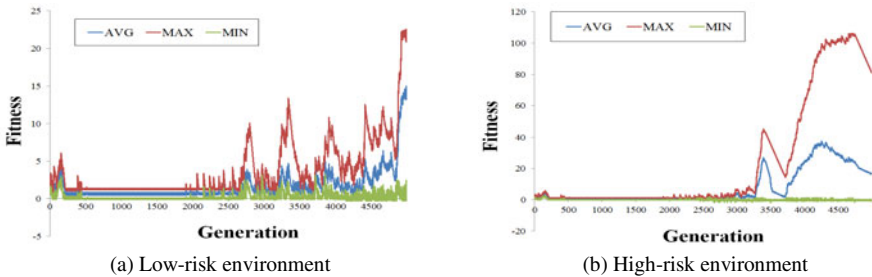 25
20
15
10
5
0
-5
Fitness
AVG MAX MIN
0 500 1000 1500 2000 2500 3000 3500 4000 4500
Generation
(a) Low-risk environment
120
100
80
60
40
20
0
-20
Fitness
AVG MAX MIN
0 500 1000 1500 2000 2500 3000 3500 4000 4500
Generation
(b) High-risk environment